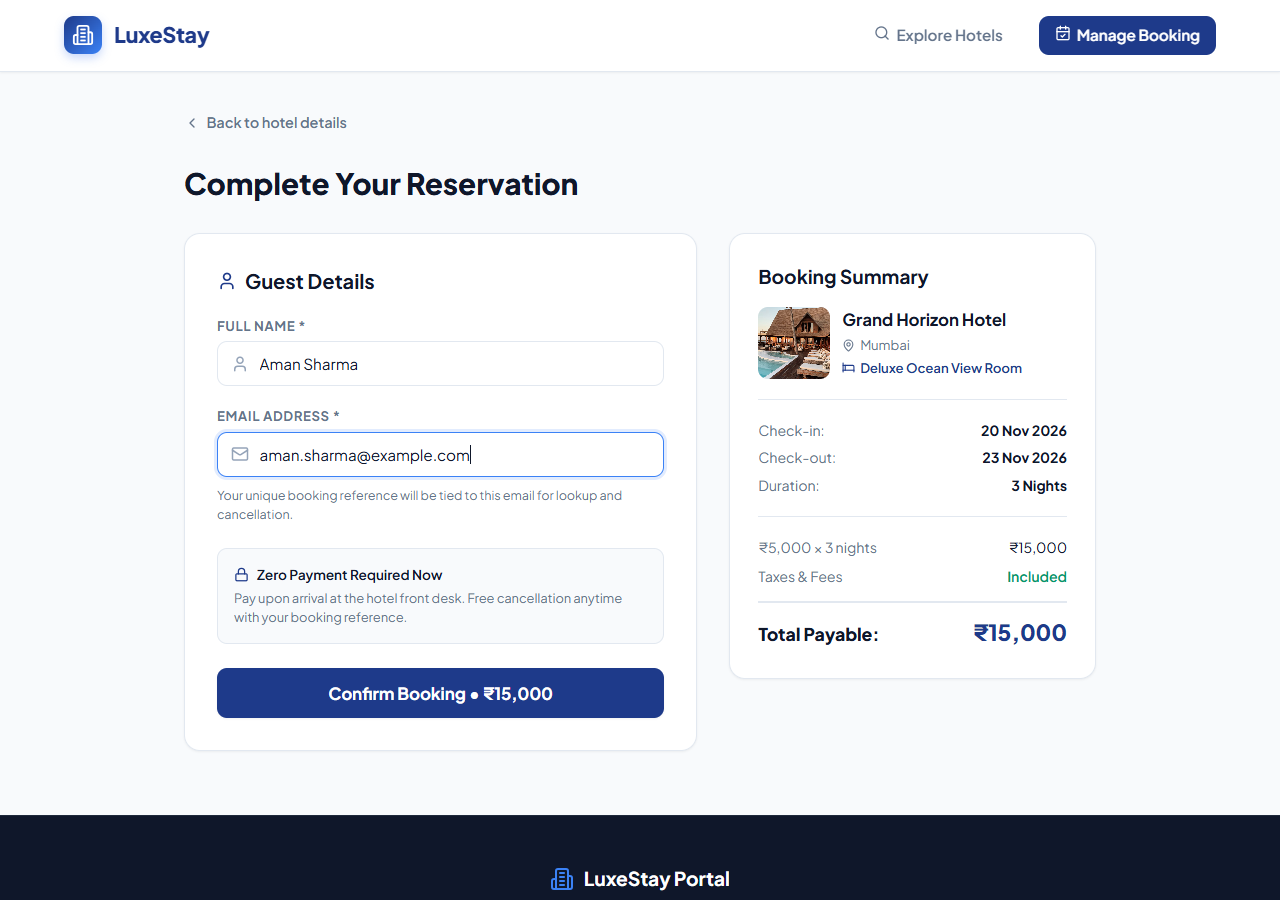 LuxeStay
Explore Hotels
Manage Booking
Back to hotel details
Complete Your Reservation
Guest Details
FULL NAME *
Aman Sharma
EMAIL ADDRESS *
aman.sharma@example.com
Your unique booking reference will be tied to this email for lookup and
cancellation.
Zero Payment Required Now
Pay upon arrival at the hotel front desk. Free cancellation anytime
with your booking reference.
Confirm Booking • ₹15,000
Booking Summary
Grand Horizon Hotel
Mumbai
Deluxe Ocean View Room
Check-in: 20 Nov 2026
Check-out: 23 Nov 2026
Duration: 3 Nights
₹5,000 × 3 nights ₹15,000
Taxes & Fees Included
Total Payable: ₹15,000
LuxeStay Portal